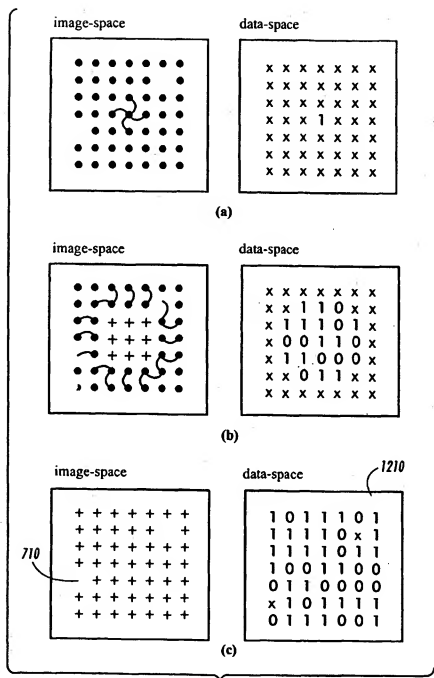 image-space
data-space
x x x x x x x
x x x x x x x
x x x x x x x
x x x 1 x x x
x x x x x x x
x x x x x x x
x x x x x x x
(a)
image-space
data-space
x x x x x x x
x x 1 1 0 x x
x 1 1 1 0 1 x
x 0 0 1 1 0 x
x 1 1 0 0 0 x
x x 0 1 1 x x
x x x x x x x
(b)
image-space
data-space
1210
710
1 0 1 1 1 0 1
1 1 1 1 0 x 1
1 1 1 1 0 1 1
1 0 0 1 1 0 0
0 1 1 0 0 0 0
x 1 0 1 1 1 1
0 1 1 1 0 0 1
(c)